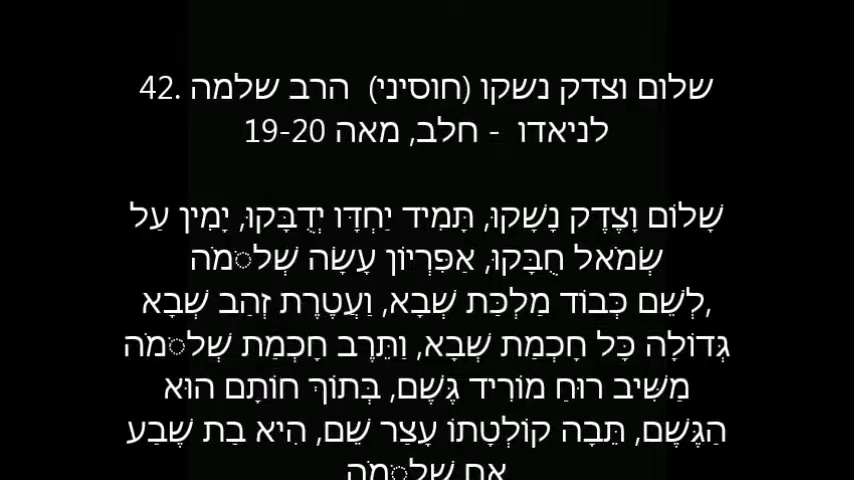 42. שלום וצדק נשקו (חוסיני) הרב שלמה
לניאדו - חלב, מאה 19-20
שָׁלוֹם וָצֶדֶק נָשָׁקוּ, תָּמִיד יַחְדָּו יְדֻבָּקוּ, יָמִין עַל
שְׂמֹאל חֻבָּקוּ, אַפִּרְיוֹן עָשָׂה שְׁלֹמֹה
לְשֵׁם כְּבוֹד מַלְכַּת שְׁבָא, וַעֲטֶרֶת זְהַב שְׁבָא,
גְּדוֹלָה כָּל חָכְמַת שְׁבָא, וַתֵּרֶב חָכְמַת שְׁלֹמֹה
מַשִּׁיב רוּחַ מוֹרִיד גֶּשֶׁם, בְּתוֹךְ חוֹתָם הוּא
הַגֶּשֶׁם, תֵּבָה קוֹלְטָתוֹ עָצַר שֵׁם, הִיא בַת שֶׁבַע
אֵם שְׁלֹמֹה